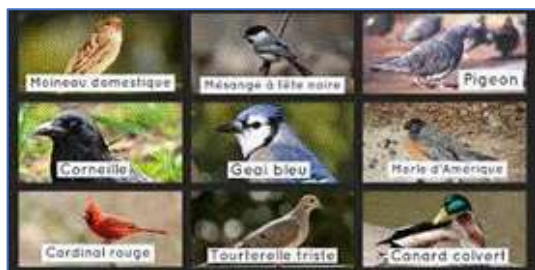 Moineau domestique
Mésange à tête noire
Pigeon
Corneille
Geai bleu
Merle d'Amérique
Cardinal rouge
Tourterelle triste
Canard colvert